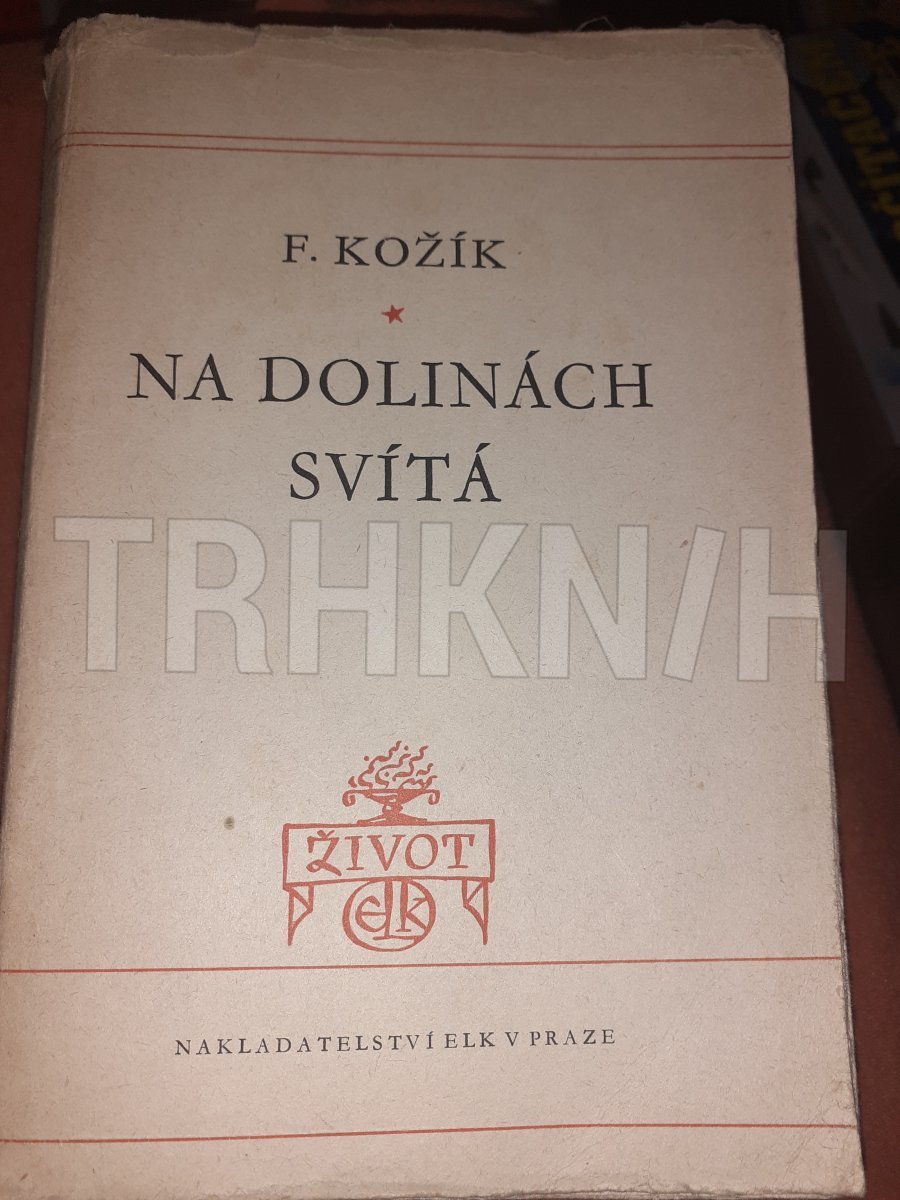 F. KOŽÍK
NA DOLINÁCH
SVÍTÁ
TRHKNIH
ŽIVOT
elk
NAKLADATELSTVÍ ELK V PRAZE